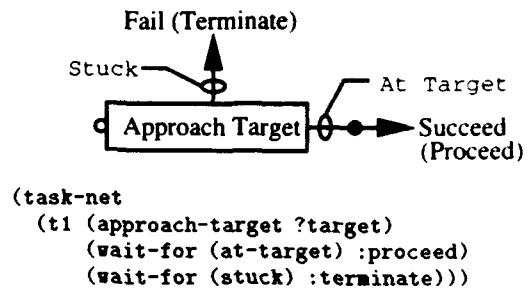 Fail (Terminate)
Stuck
At Target
Approach Target
Succeed
(Proceed)
(task-net
(t1 (approach-target ?target)
(wait-for (at-target) :proceed)
(wait-for (stuck) :terminate)))